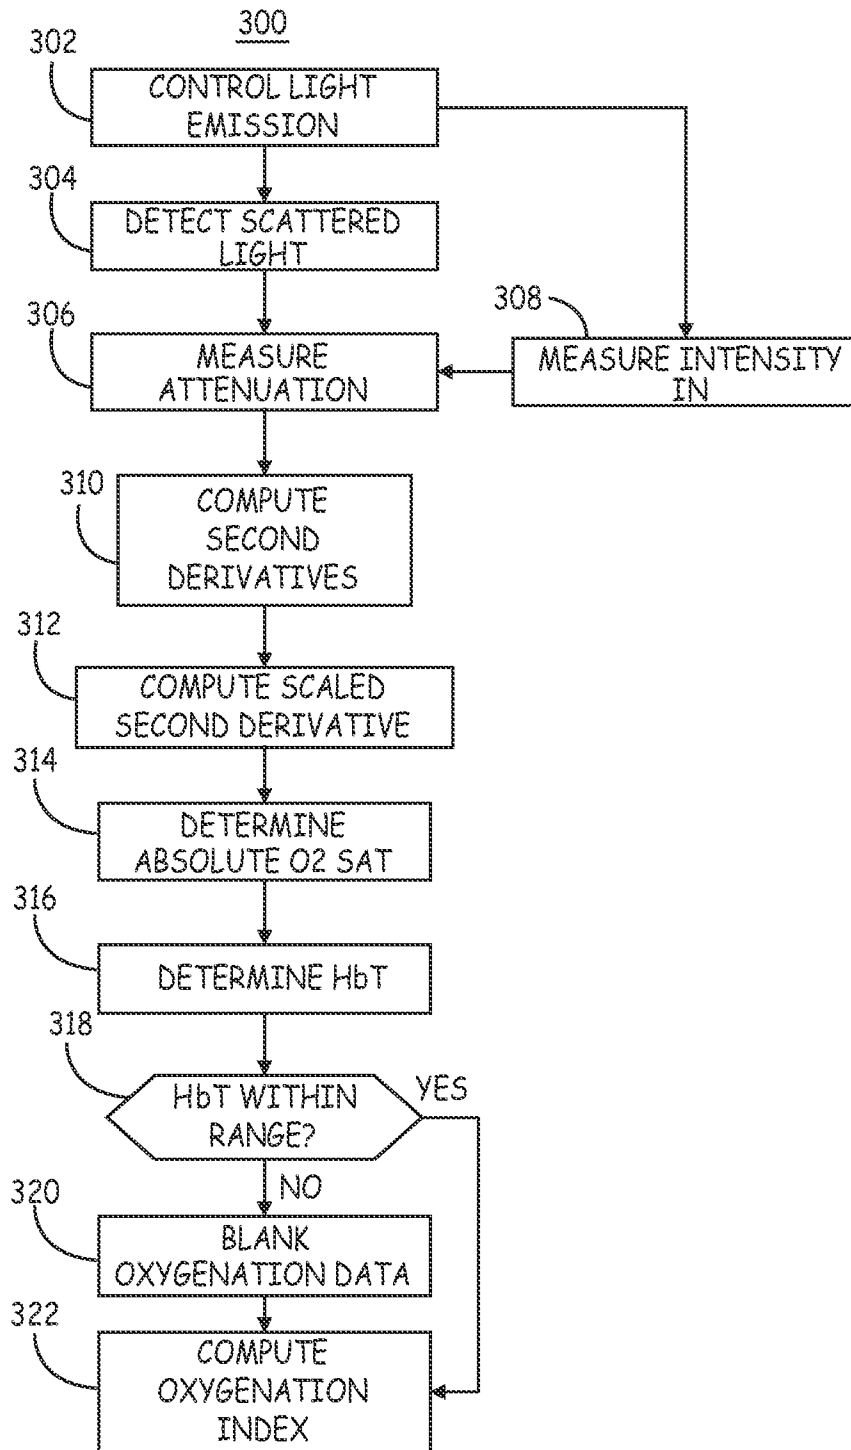 300
302
CONTROL LIGHT
EMISSION
304
DETECT SCATTERED
LIGHT
306
MEASURE
ATTENUATION
308
MEASURE INTENSITY
IN
310
COMPUTE
SECOND
DERIVATIVES
312
COMPUTE SCALED
SECOND DERIVATIVE
314
DETERMINE
ABSOLUTE O2 SAT
316
DETERMINE HbT
318
HbT WITHIN
RANGE?
YES
NO
320
BLANK
OXYGENATION DATA
322
COMPUTE
OXYGENATION
INDEX